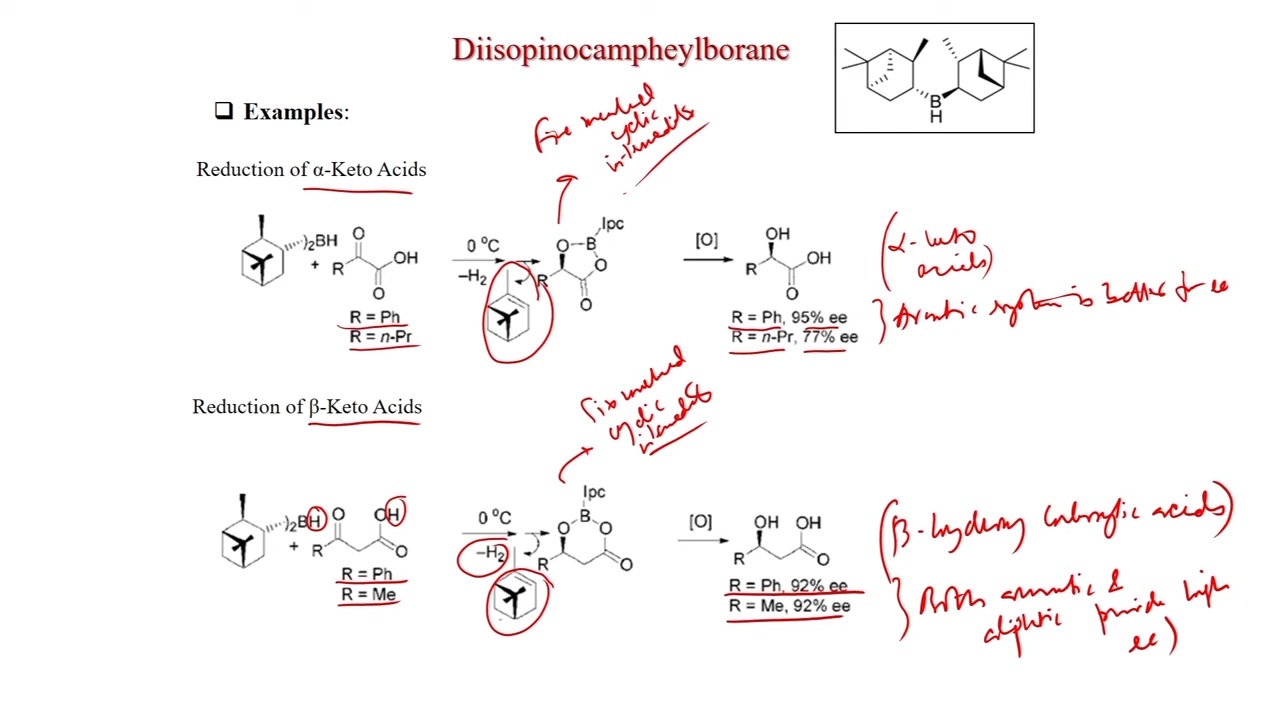 Diisopinocampheylborane
B
H
❑ Examples:
five membered
cyclic
intermediates
Reduction of α-Keto Acids
)2BH
+
O
R
OH
O
R = Ph
R = n-Pr
0 °C
–H2
Ipc
O
B
O
R
O
[O]
OH
R
OH
O
R = Ph, 95% ee
R = n-Pr, 77% ee
(α-keto
acids)
} Aromatic system is better for ee
Reduction of β-Keto Acids
six membered
cyclic
)2BH
+
O
OH
R
O
R = Ph
R = Me
0 °C
–H2
Ipc
B
O
O
R
O
[O]
OH
OH
R
O
R = Ph, 92% ee
R = Me, 92% ee
(β-hydroxy carboxylic acids)
} Both aromatic &
aliphatic provide high
ee)